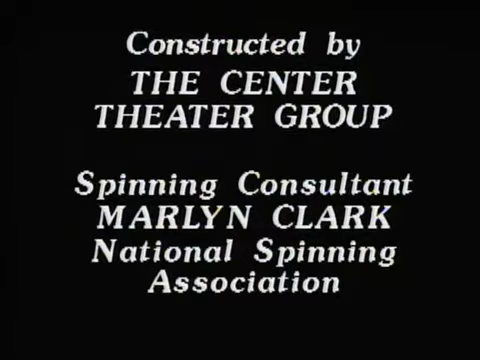 Constructed by
THE CENTER
THEATER GROUP
Spinning Consultant
MARLYN CLARK
National Spinning
Association